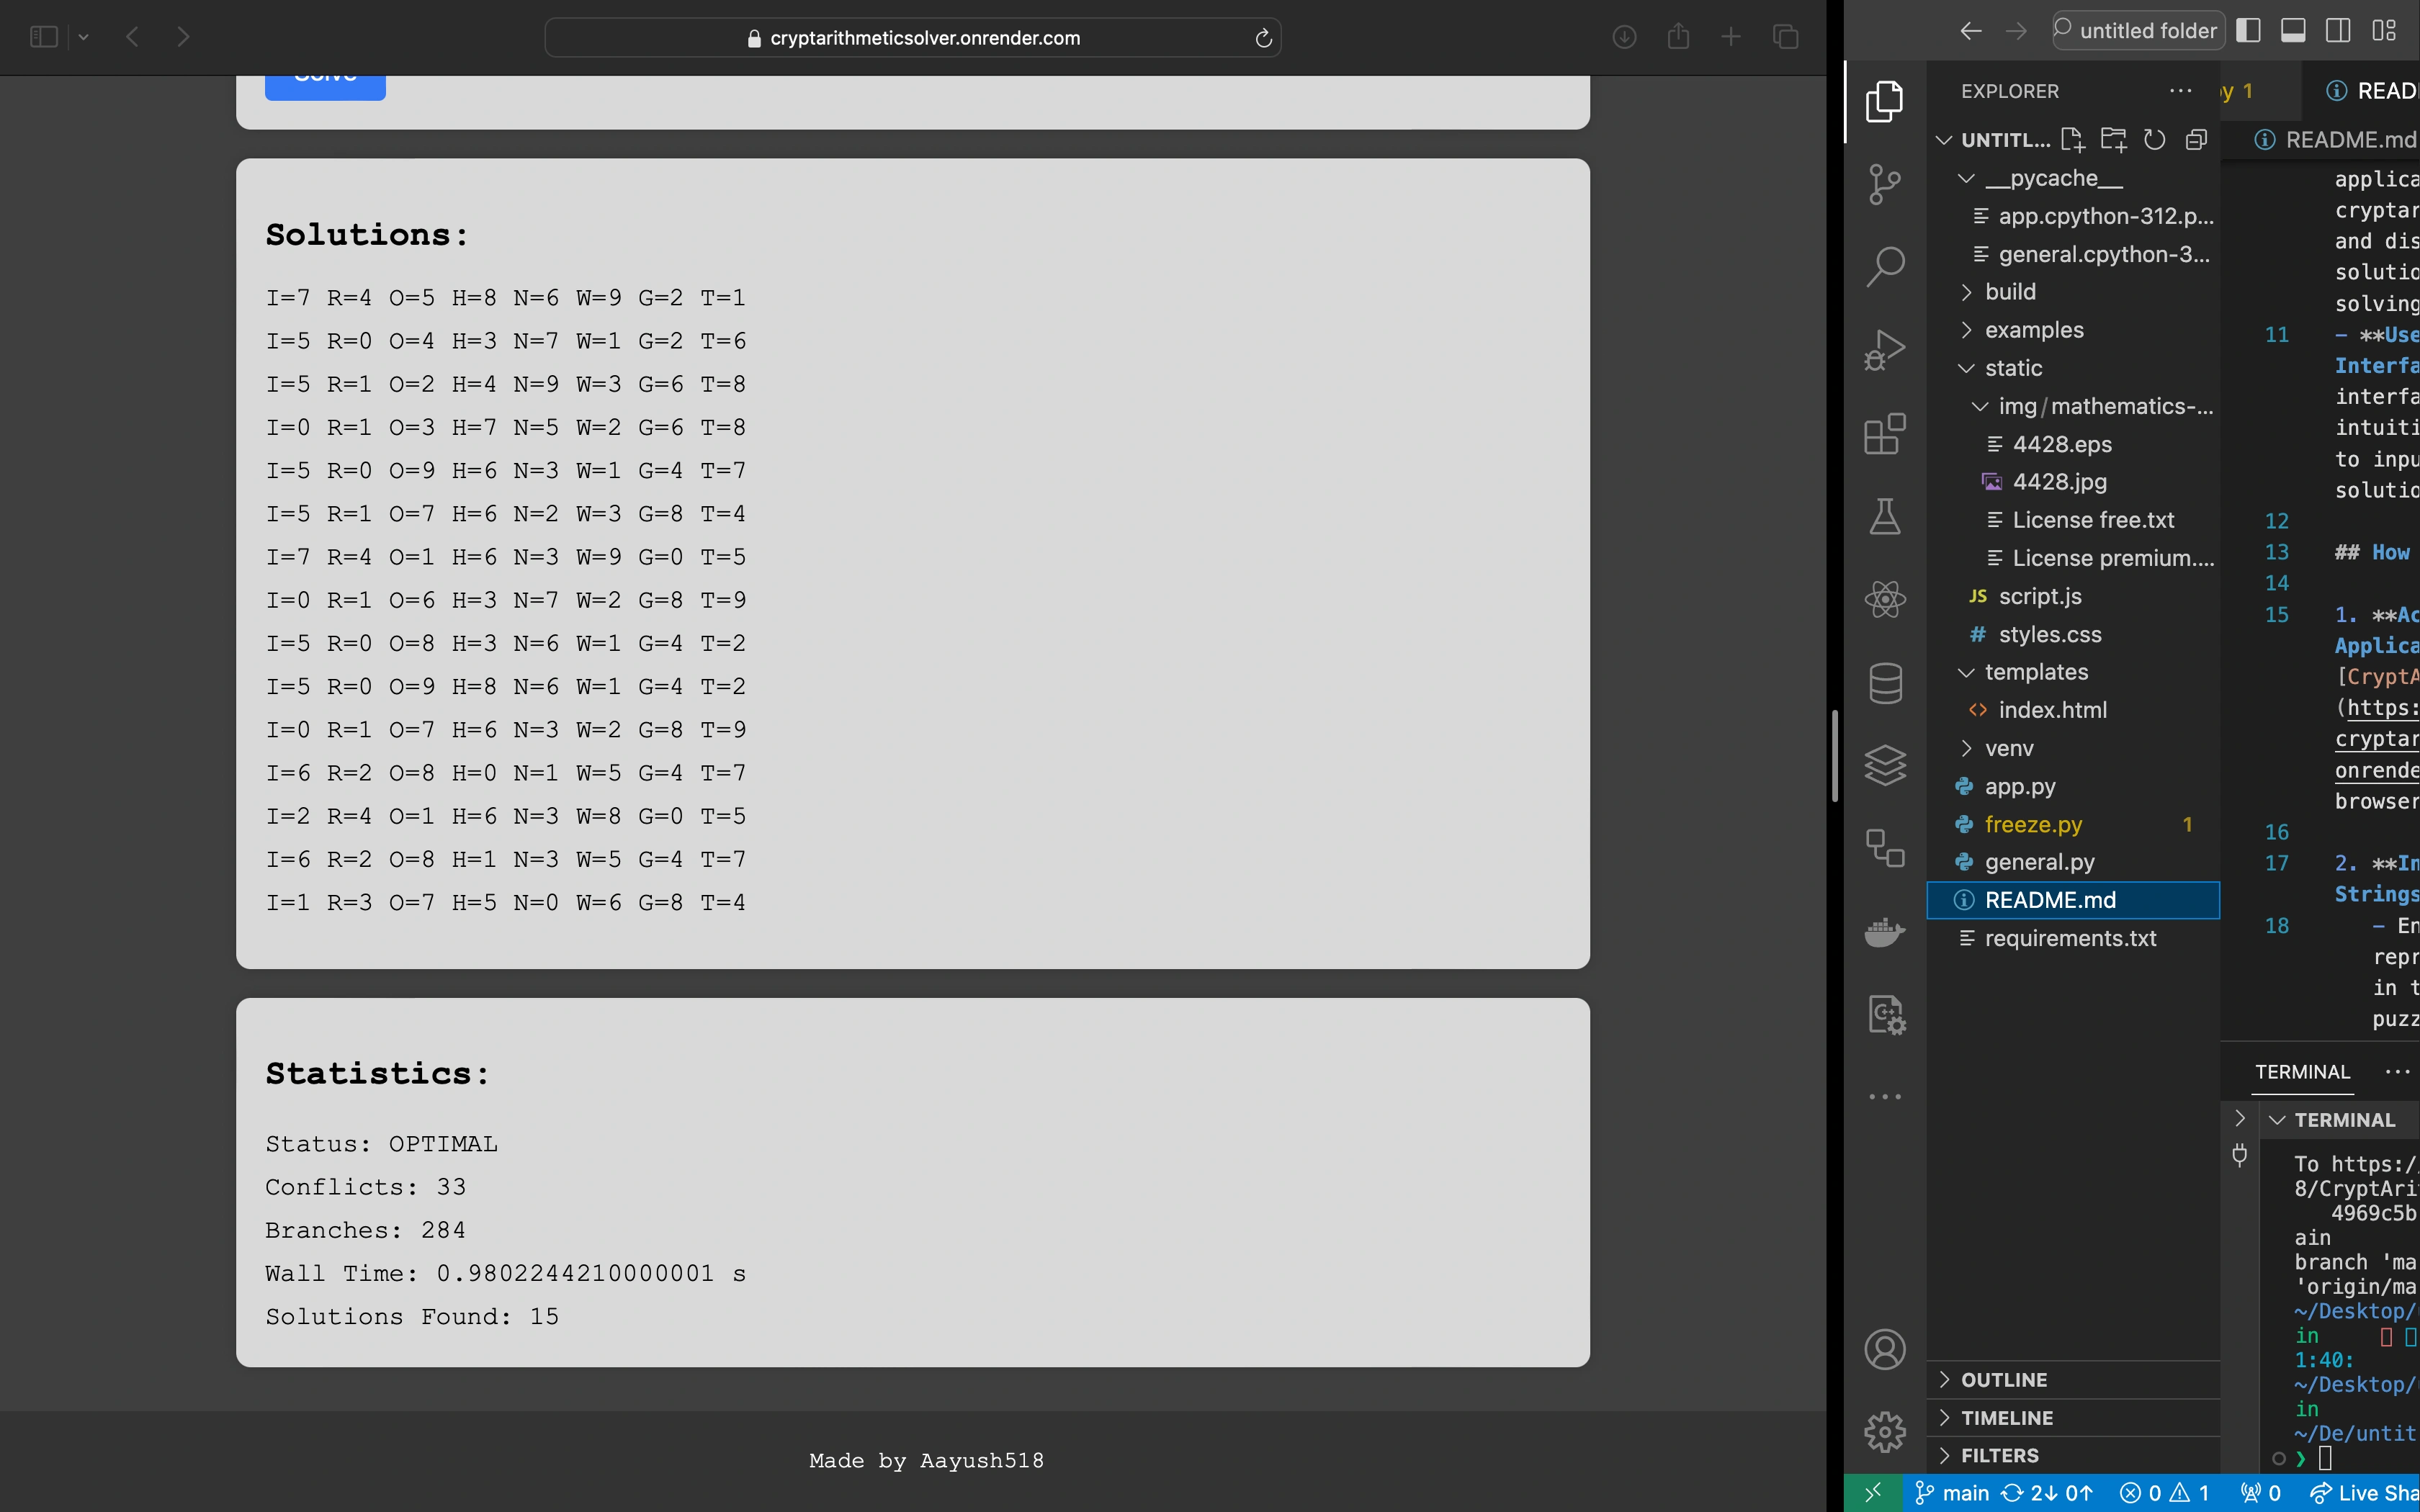 cryptarithmeticsolver.onrender.com
Solve
Solutions:
I=7 R=4 O=5 H=8 N=6 W=9 G=2 T=1
I=5 R=0 O=4 H=3 N=7 W=1 G=2 T=6
I=5 R=1 O=2 H=4 N=9 W=3 G=6 T=8
I=0 R=1 O=3 H=7 N=5 W=2 G=6 T=8
I=5 R=0 O=9 H=6 N=3 W=1 G=4 T=7
I=5 R=1 O=7 H=6 N=2 W=3 G=8 T=4
I=7 R=4 O=1 H=6 N=3 W=9 G=0 T=5
I=0 R=1 O=6 H=3 N=7 W=2 G=8 T=9
I=5 R=0 O=8 H=3 N=6 W=1 G=4 T=2
I=5 R=0 O=9 H=8 N=6 W=1 G=4 T=2
I=0 R=1 O=7 H=6 N=3 W=2 G=8 T=9
I=6 R=2 O=8 H=0 N=1 W=5 G=4 T=7
I=2 R=4 O=1 H=6 N=3 W=8 G=0 T=5
I=6 R=2 O=8 H=1 N=3 W=5 G=4 T=7
I=1 R=3 O=7 H=5 N=0 W=6 G=8 T=4
Statistics:
Status: OPTIMAL
Conflicts: 33
Branches: 284
Wall Time: 0.9802244210000001 s
Solutions Found: 15
Made by Aayush518
untitled folder
EXPLORER ...
UNTITL...
__pycache__
app.cpython-312.p...
general.cpython-3...
build
examples
static
img/mathematics-...
4428.eps
4428.jpg
License free.txt
License premium....
JS script.js
# styles.css
templates
<> index.html
venv
app.py
freeze.py 1
general.py
README.md
requirements.txt
OUTLINE
TIMELINE
FILTERS
py 1
READ
README.md
applica
cryptar
and dis
solutio
solving
11 - **Use
Interfa
interfa
intuiti
to inpu
solutio
12
13 ## How
14
15 1. **Ac
Applica
[CryptA
(https:
cryptar
onrende
browser
16
17 2. **In
Strings
18 - En
repr
in t
puzz
TERMINAL ...
TERMINAL
To https:/
8/CryptAri
4969c5b
ain
branch 'ma
'origin/ma
~/Desktop/
in
1:40:
~/Desktop/
in
~/De/untit
❯
main 2↓ 0↑ 0 1 0 Live Sha